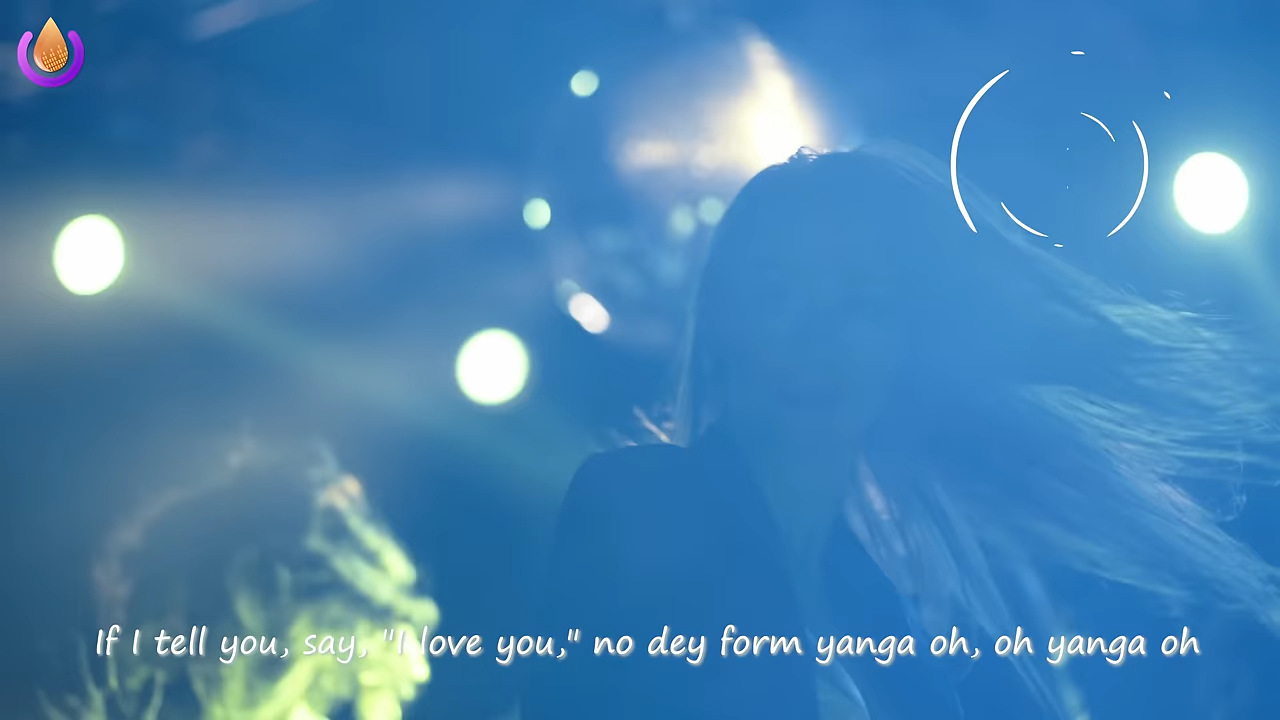 If I tell you, say, "I love you," no dey form yanga oh, oh yanga oh